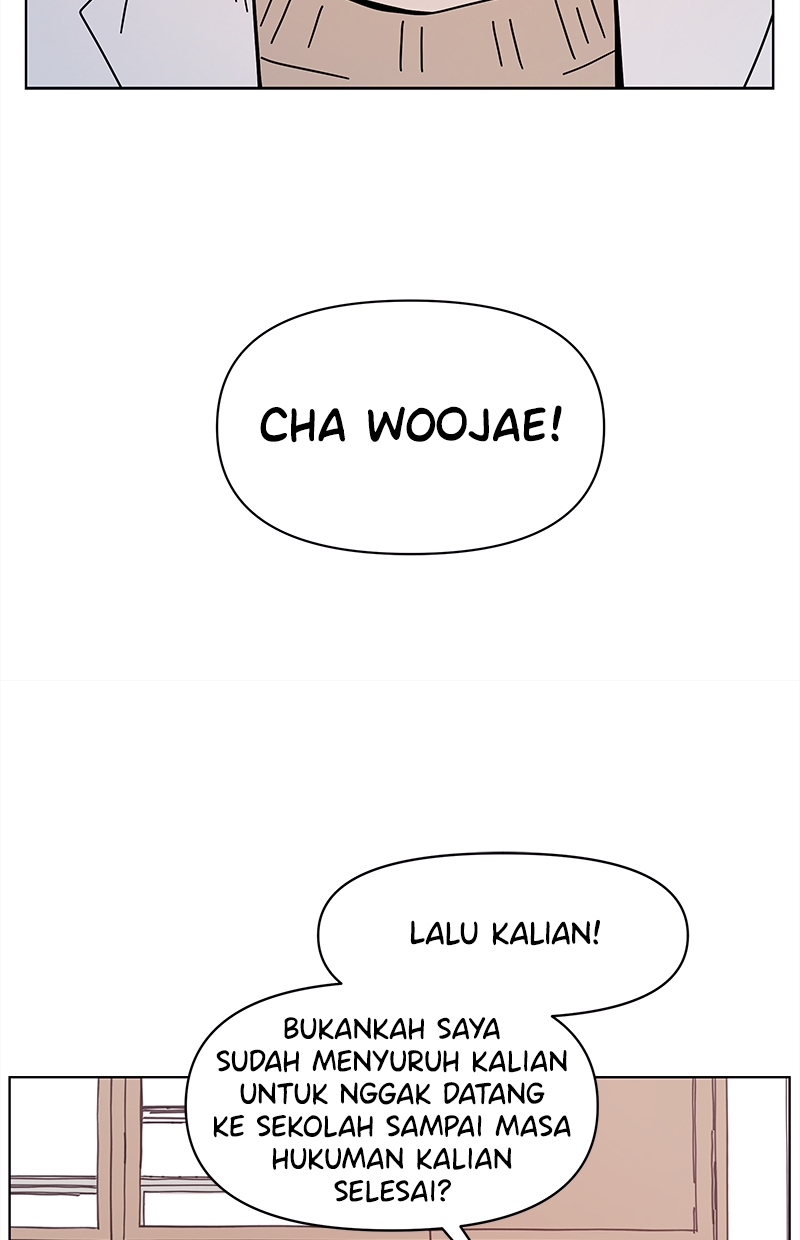 CHA WOOJAE!
LALU KALIAN!
BUKANKAH SAYA
SUDAH MENYURUH KALIAN
UNTUK NGGAK DATANG
KE SEKOLAH SAMPAI MASA
HUKUMAN KALIAN
SELESAI?